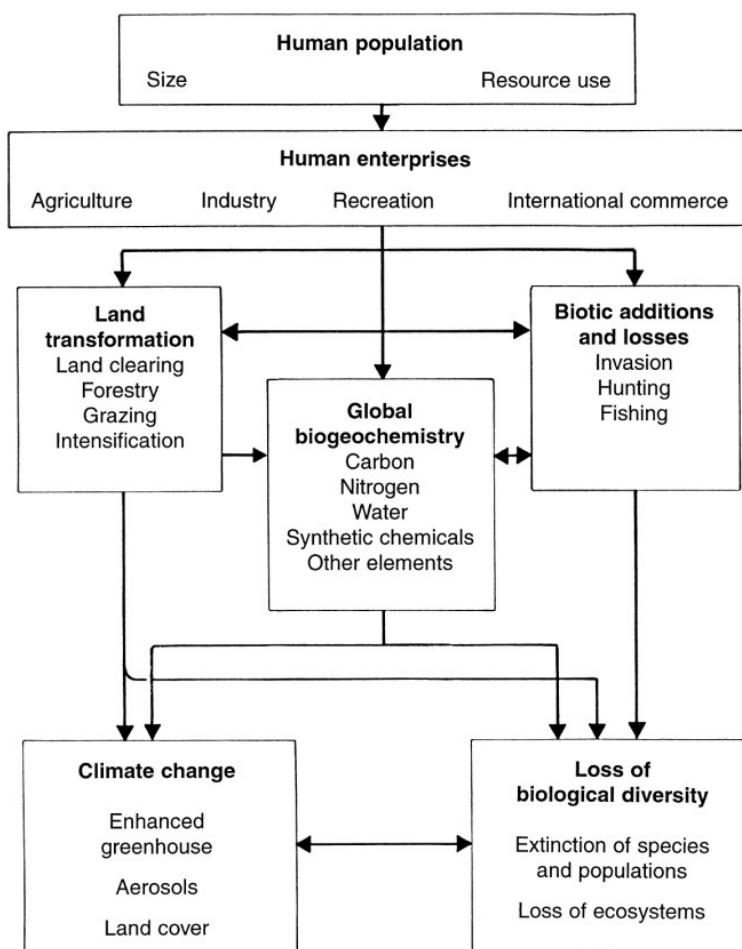 Human population
Size Resource use
Human enterprises
Agriculture Industry Recreation International commerce
Land
transformation
Land clearing
Forestry
Grazing
Intensification
Biotic additions
and losses
Invasion
Hunting
Fishing
Global
biogeochemistry
Carbon
Nitrogen
Water
Synthetic chemicals
Other elements
Climate change
Enhanced
greenhouse
Aerosols
Land cover
Loss of
biological diversity
Extinction of species
and populations
Loss of ecosystems